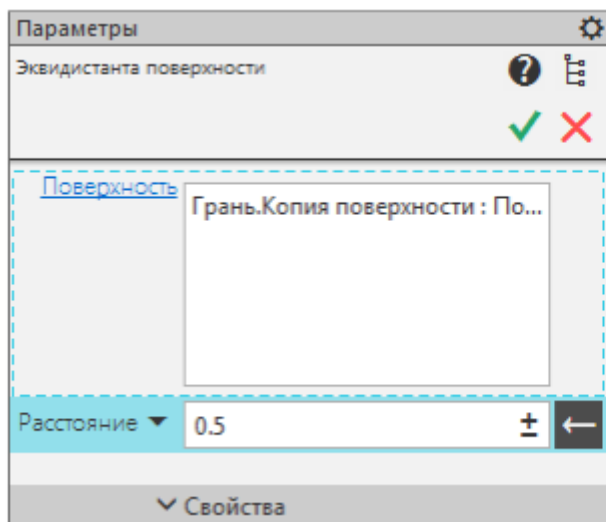 Параметры
Эквидистанта поверхности
Поверхность
Грань.Копия поверхности : По...
Расстояние
0.5
±
Свойства